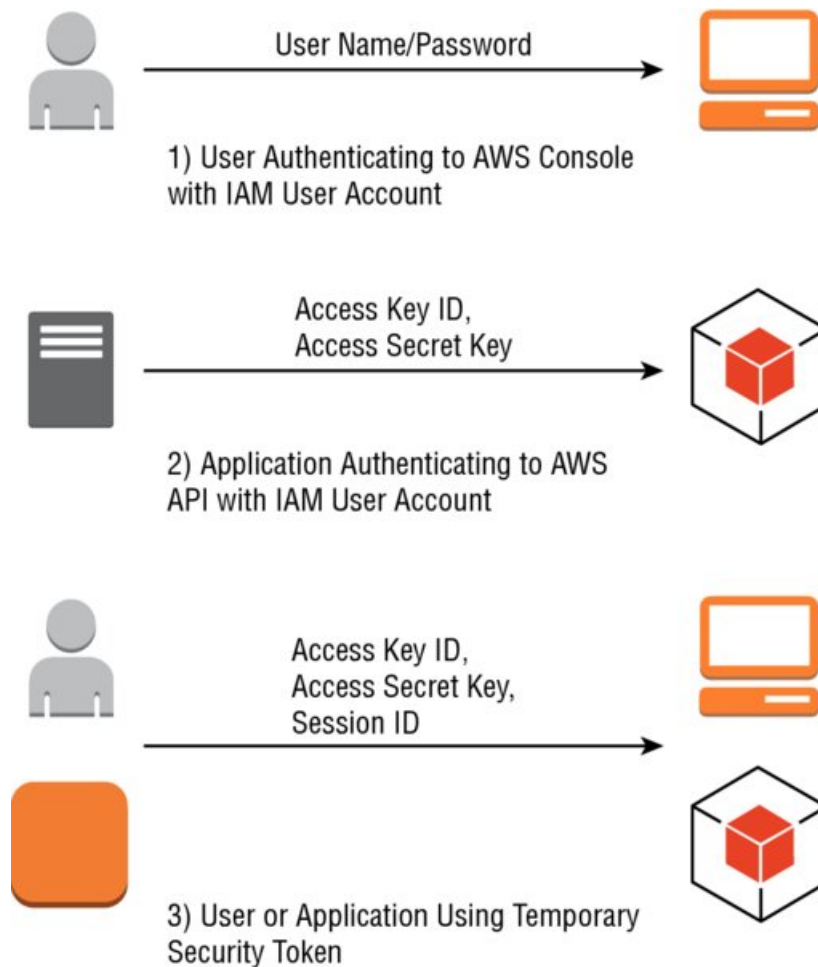 User Name/Password
1) User Authenticating to AWS Console
with IAM User Account
Access Key ID,
Access Secret Key
2) Application Authenticating to AWS
API with IAM User Account
Access Key ID,
Access Secret Key,
Session ID
3) User or Application Using Temporary
Security Token